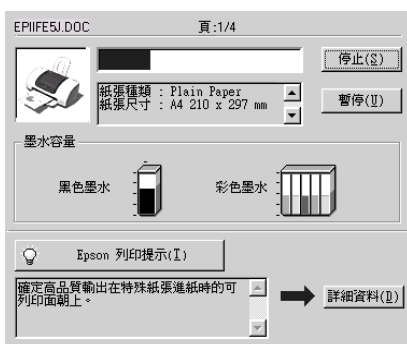 EPIIFE5J.DOC 頁:1/4
停止(S)
紙張種類 : Plain Paper
紙張尺寸 : A4 210 x 297 mm
暫停(U)
墨水容量
黑色墨水 彩色墨水
Epson 列印提示(I)
確定高品質輸出在特殊紙張進紙時的可
列印面朝上。
詳細資料(D)